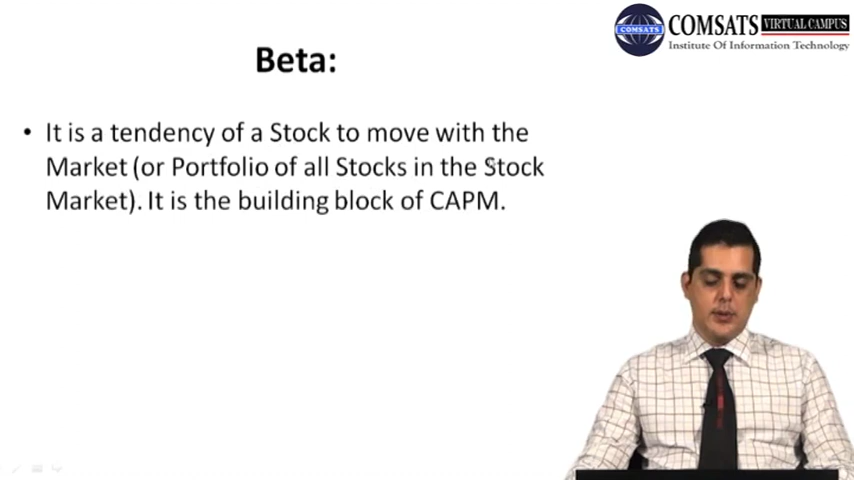 COMSATS VIRTUAL CAMPUS
COMSATS
Institute Of Information Technology
Beta:
• It is a tendency of a Stock to move with the
Market (or Portfolio of all Stocks in the Stock
Market). It is the building block of CAPM.